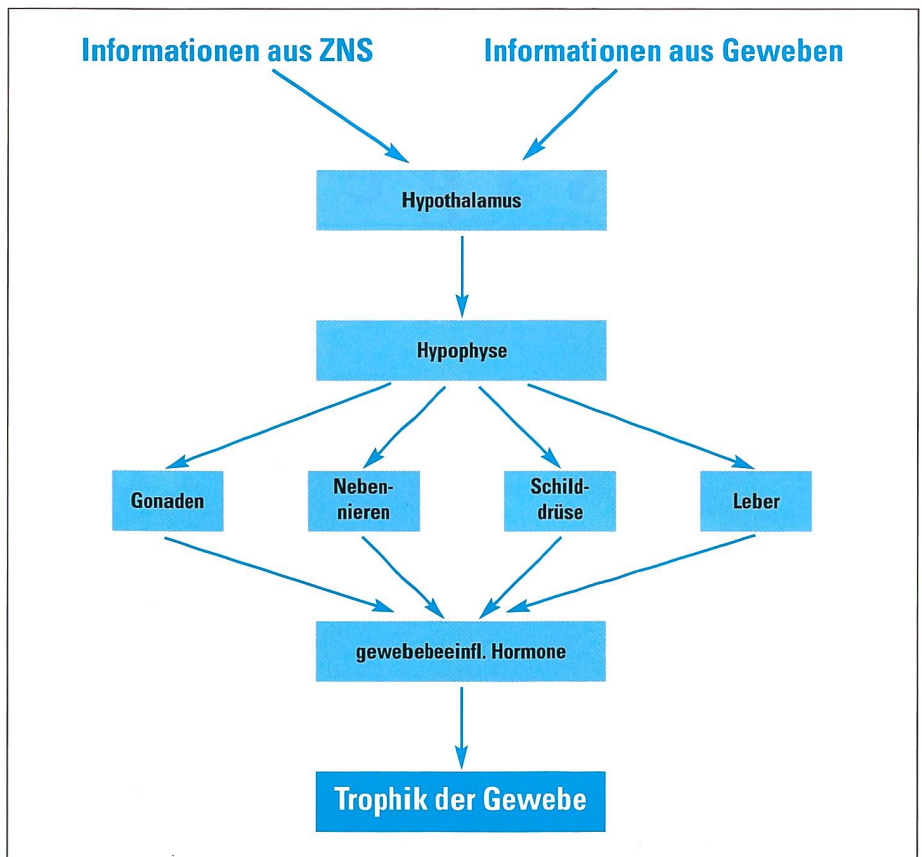 Informationen aus ZNS
Informationen aus Geweben
Hypothalamus
Hypophyse
Gonaden
Neben-
nieren
Schild-
drüse
Leber
gewebebeeinfl. Hormone
Trophik der Gewebe